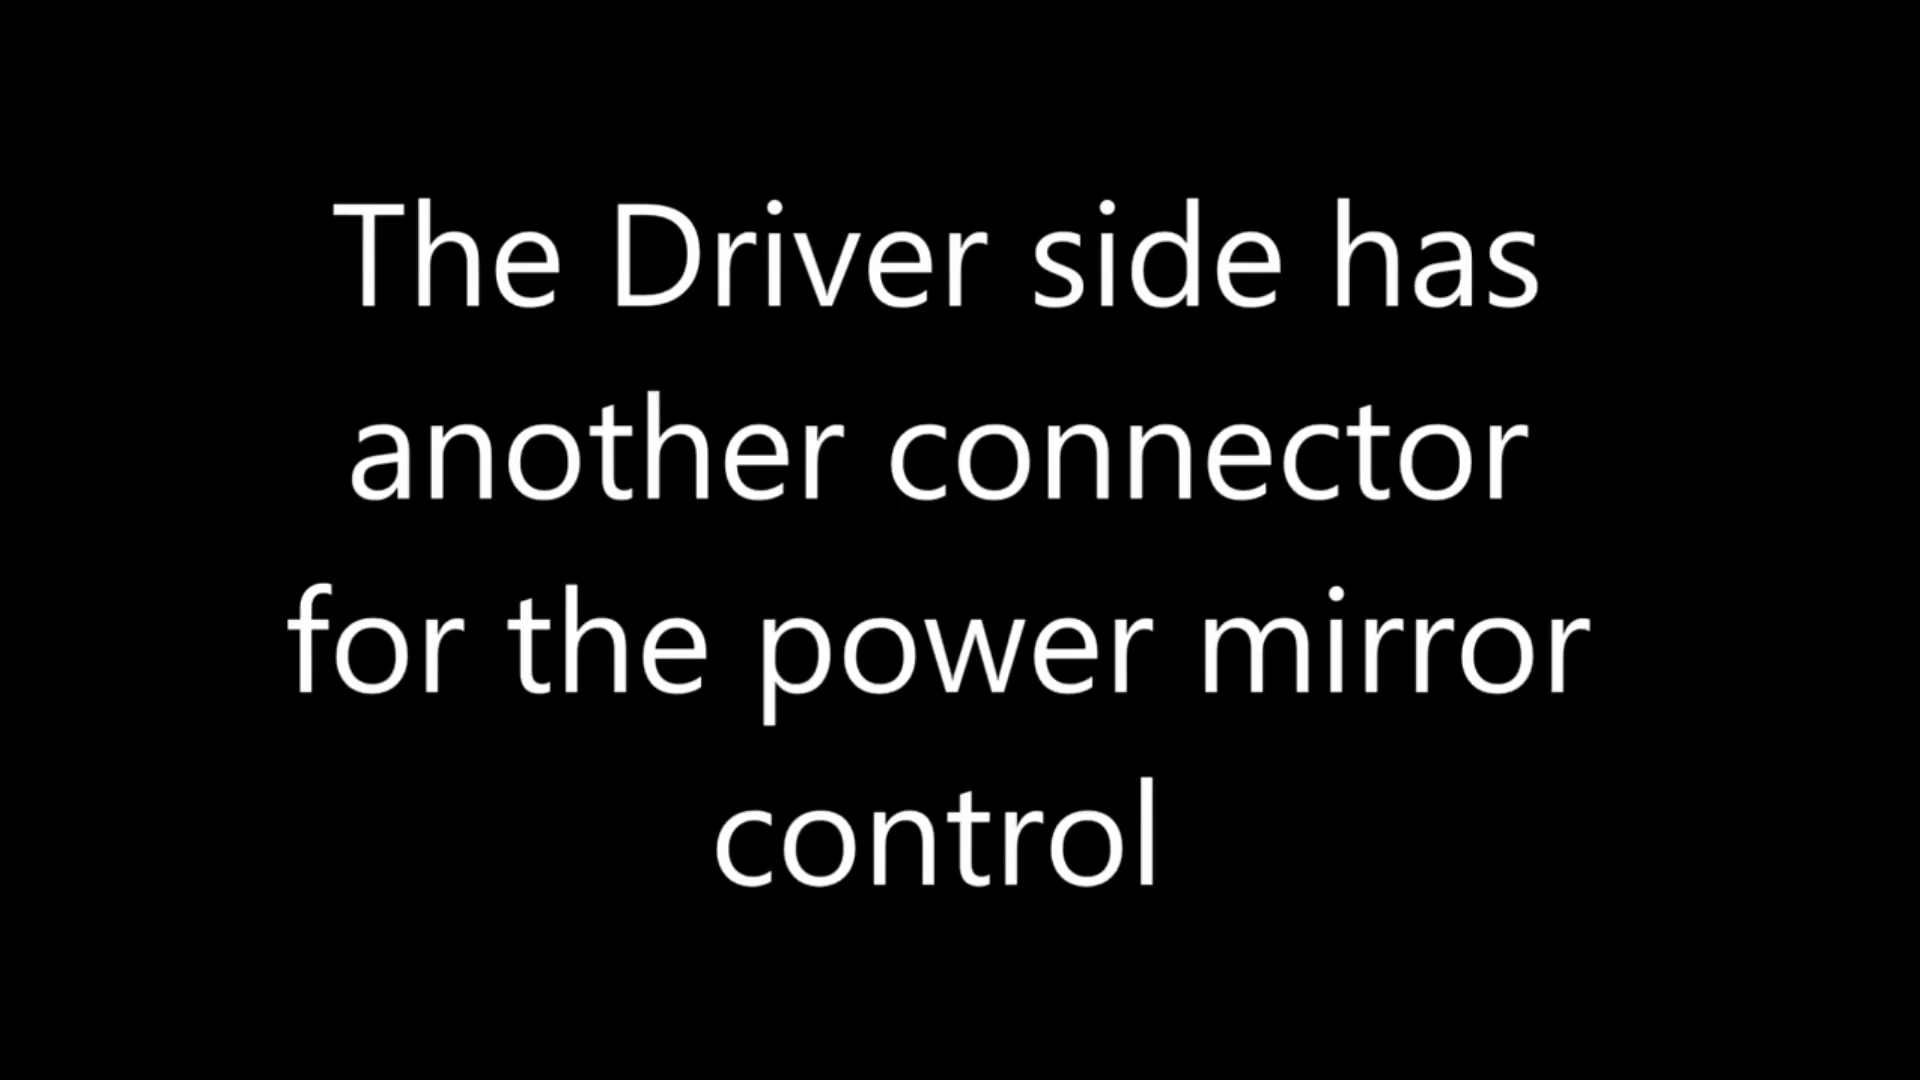 The Driver side has
another connector
for the power mirror
control